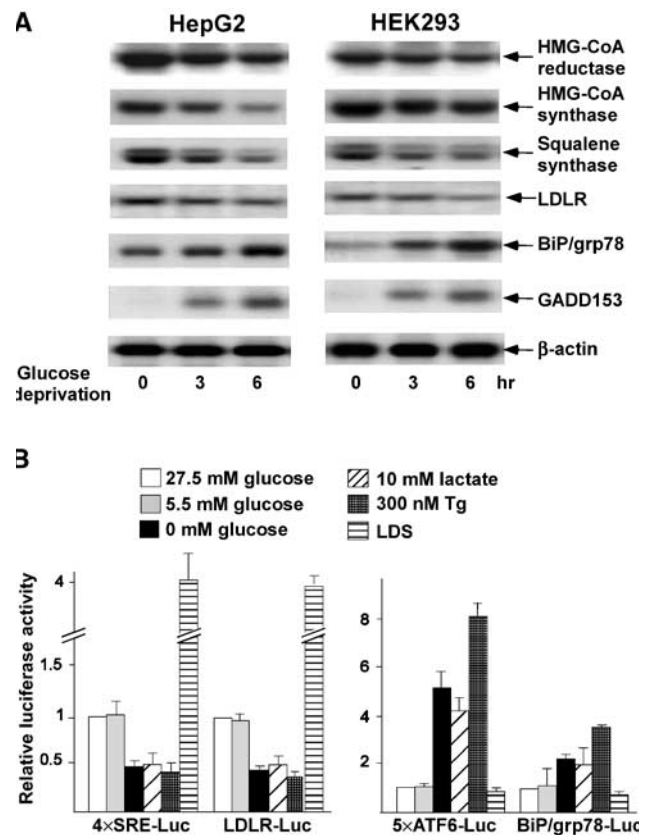 A
HepG2 HEK293
HMG-CoA
reductase
HMG-CoA
synthase
Squalene
synthase
LDLR
BiP/grp78
GADD153
β-actin
Glucose
deprivation 0 3 6 0 3 6 hr
B
27.5 mM glucose 10 mM lactate
5.5 mM glucose 300 nM Tg
0 mM glucose LDS
Relative luciferase activity
4
1.5
1
0.5
8
6
4
2
4×SRE-Luc LDLR-Luc 5×ATF6-Luc BiP/grp78-Luc